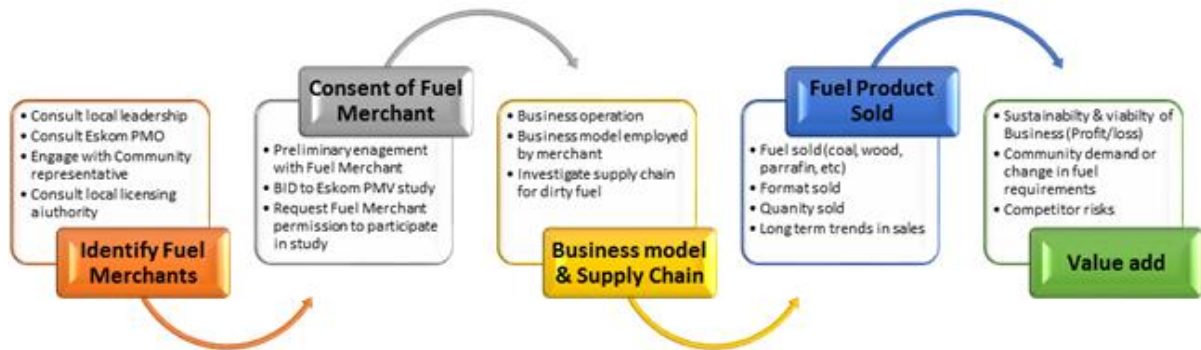 • Consult local leadership
• Consult Eskom PMO
• Engage with Community
representative
• Consult local licensing
aiuthority
Identify Fuel
Merchants
Consent of Fuel
Merchant
• Preliminary enagement
with Fuel Merchant
• BID to Eskom PMV study
• Request Fuel Merchant
permission to participate
in study
• Business operation
• Business model employed
by merchant
• Investigate supply chain
for dirty fuel
Business model
& Supply Chain
Fuel Product
Sold
• Fuel sold (coal, wood,
parrafin, etc)
• Format sold
• Quanity sold
• Long term trends in sales
• Sustainabilty & viabilty of
Business (Profit/loss)
• Community demand or
change in fuel
requirements
• Competitor risks
Value add